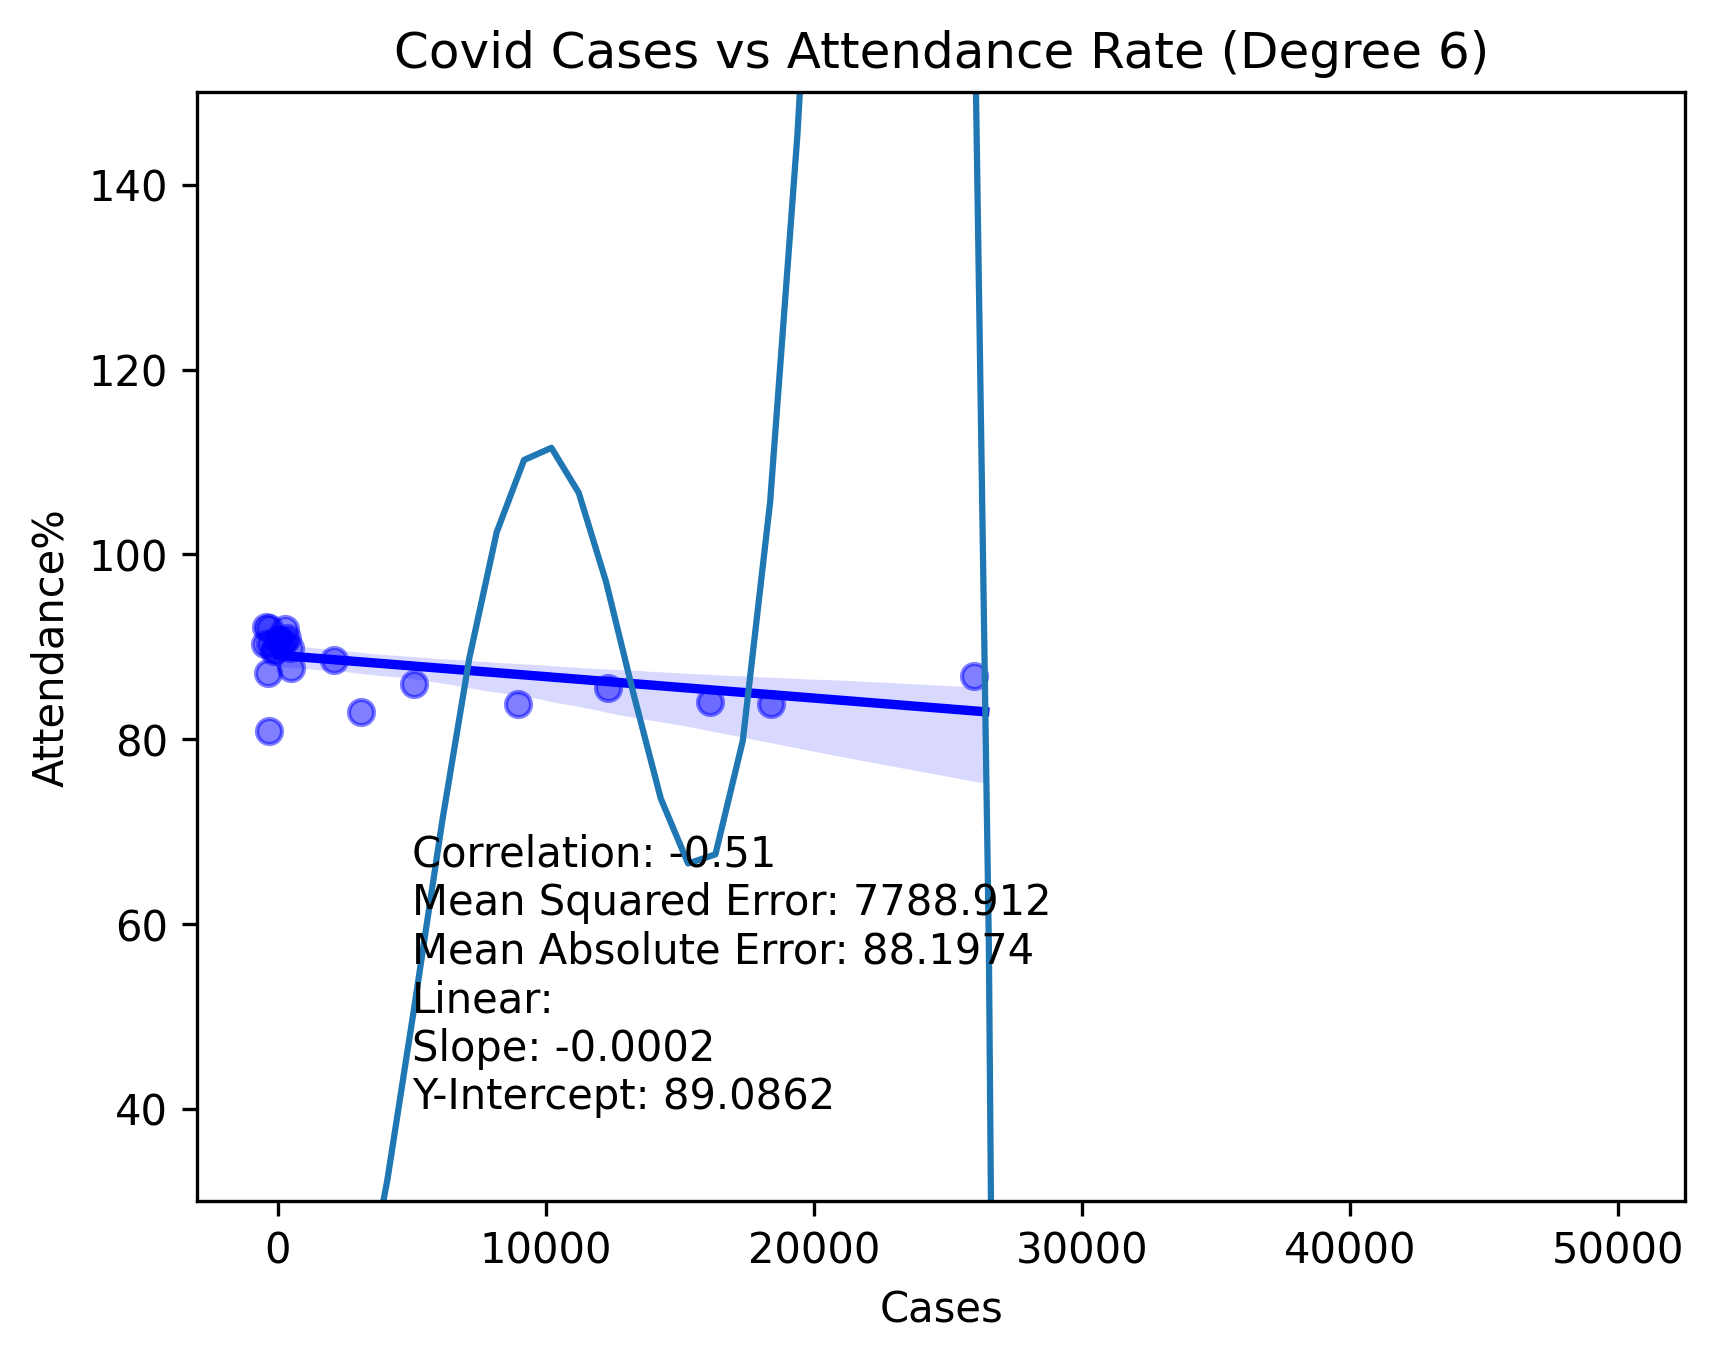 Covid Cases vs Attendance Rate (Degree 6)
140
120
100
80
60
40
Attendance%
Correlation: -0.51
Mean Squared Error: 7788.912
Mean Absolute Error: 88.1974
Linear:
Slope: -0.0002
Y-Intercept: 89.0862
0 10000 20000 30000 40000 50000
Cases